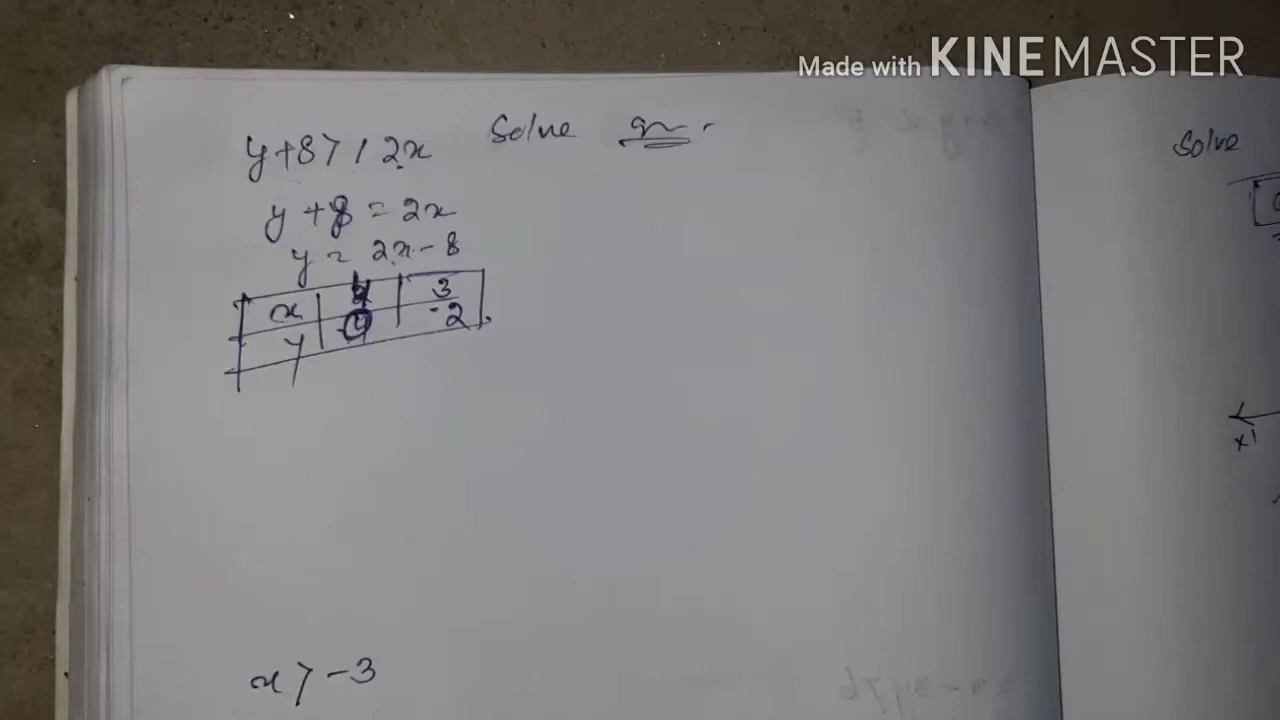 Made with KINEMASTER
Solve
y+8>/2x
y+8=2x
y=2x-8
x 4 3
y 0 -2
x>-3
Solve
x'